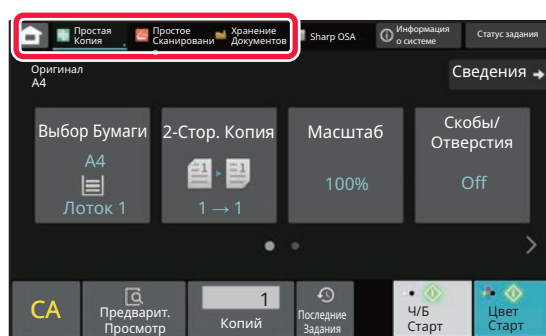 Простая
Копия
Простое
Сканировани
е
Хранение
Документов
Sharp OSA
Информация
о системе
Статус задания
Оригинал
A4
Сведения
Выбор Бумаги
A4
Лоток 1
2-Стор. Копия
1
1
1 → 1
Масштаб
100%
Скобы/
Отверстия
Off
CA
Предварит.
Просмотр
1
Копий
Последние
Задания
Ч/Б
Старт
Цвет
Старт